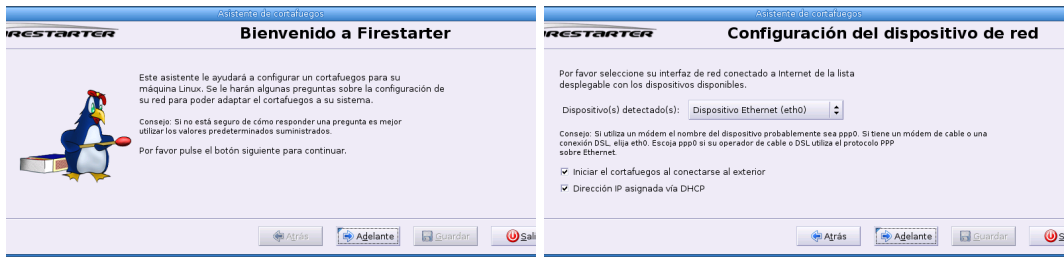 Asistente de cortafuegos
IRESTARTER
Bienvenido a Firestarter
Este asistente le ayudará a configurar un cortafuegos para su
máquina Linux. Se le harán algunas preguntas sobre la configuración de
su red para poder adaptar el cortafuegos a su sistema.
Consejo: Si no está seguro de cómo responder una pregunta es mejor
utilizar los valores predeterminados suministrados.
Por favor pulse el botón siguiente para continuar.
Atrás
Adelante
Guardar
Sali
Asistente de cortafuegos
IRESTARTER
Configuración del dispositivo de red
Por favor seleccione su interfaz de red conectado a Internet de la lista
desplegable con los dispositivos disponibles.
Dispositivo(s) detectado(s): Dispositivo Ethernet (eth0)
Consejo: Si utiliza un módem el nombre del dispositivo probablemente sea ppp0. Si tiene un módem de cable o una
conexión DSL, elija eth0. Escoja ppp0 si su operador de cable o DSL utiliza el protocolo PPP
sobre Ethernet.
Iniciar el cortafuegos al conectarse al exterior
Dirección IP asignada vía DHCP
Atrás
Adelante
Guardar
S